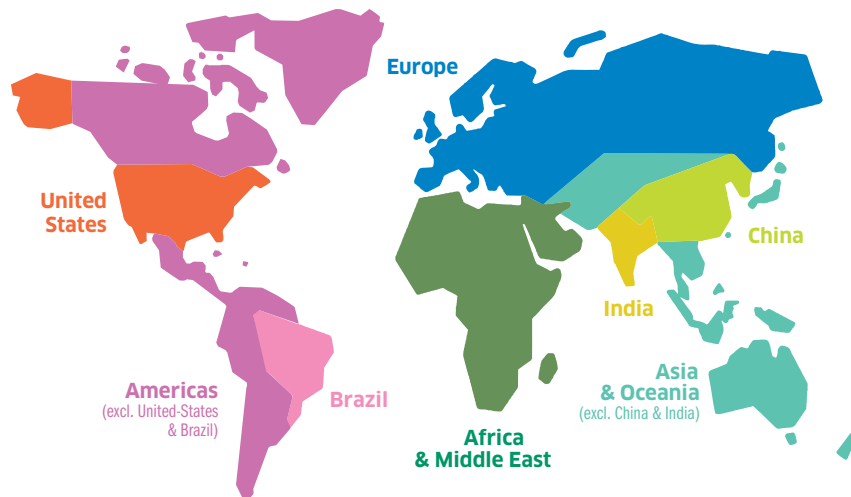 Europe
United
States
China
India
Americas
(excl. United-States
& Brazil)
Brazil
Asia
& Oceania
(excl. China & India)
Africa
& Middle East